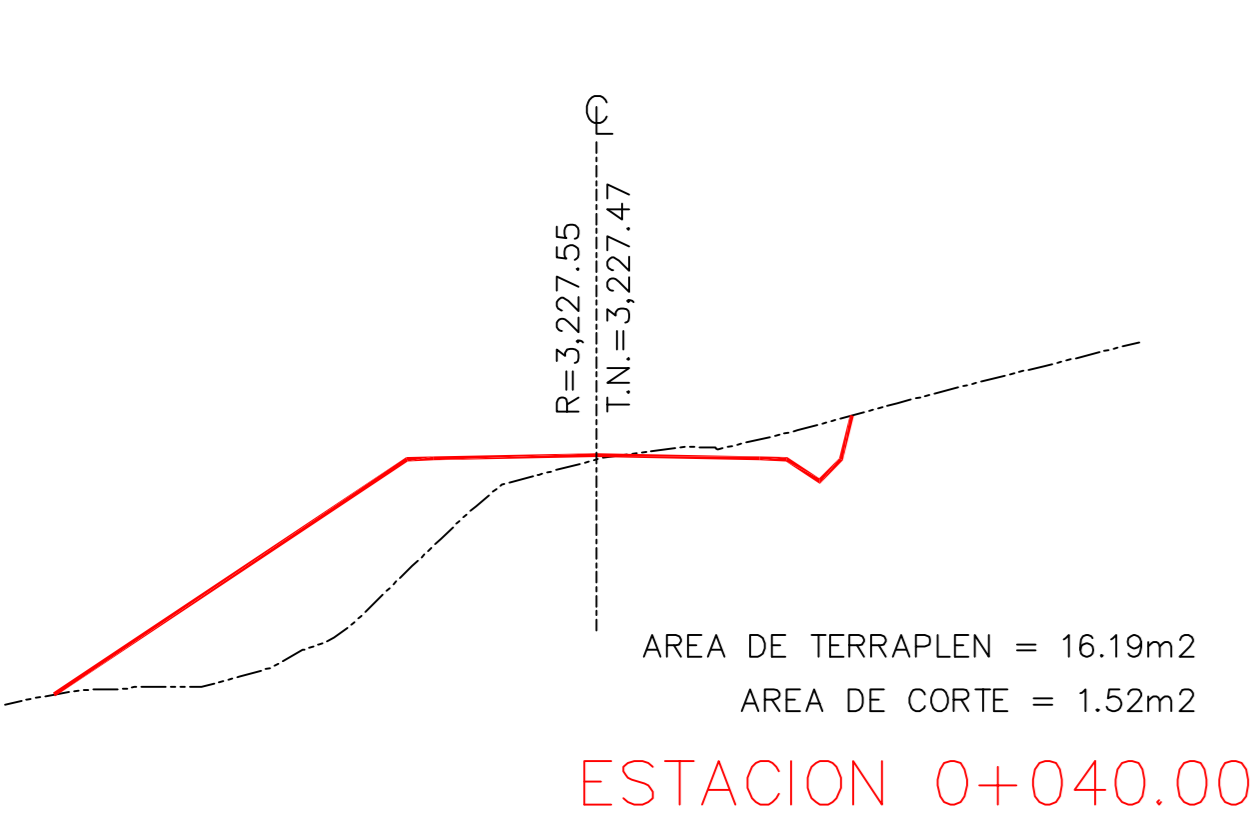 ℄
R=3,227.55
T.N.=3,227.47
AREA DE TERRAPLEN = 16.19m2
AREA DE CORTE = 1.52m2
ESTACION 0+040.00